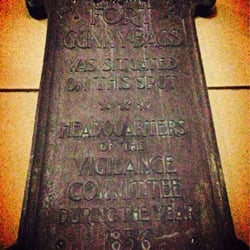 FORT
GUNNYBAGS
WAS SITUATED
ON THIS SPOT
HEADQUARTERS
OF THE
VIGILANCE
COMMITTEE
DURING THE YEAR
1856